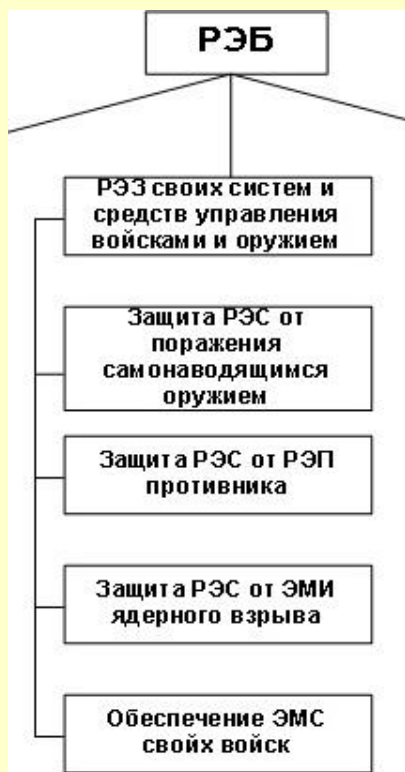 РЭБ
РЭЗ своих систем и
средств управления
войсками и оружием
Защита РЭС от
поражения
самонаводящимся
оружием
Защита РЭС от РЭП
противника
Защита РЭС от ЭМИ
ядерного взрыва
Обеспечение ЭМС
свойх войск